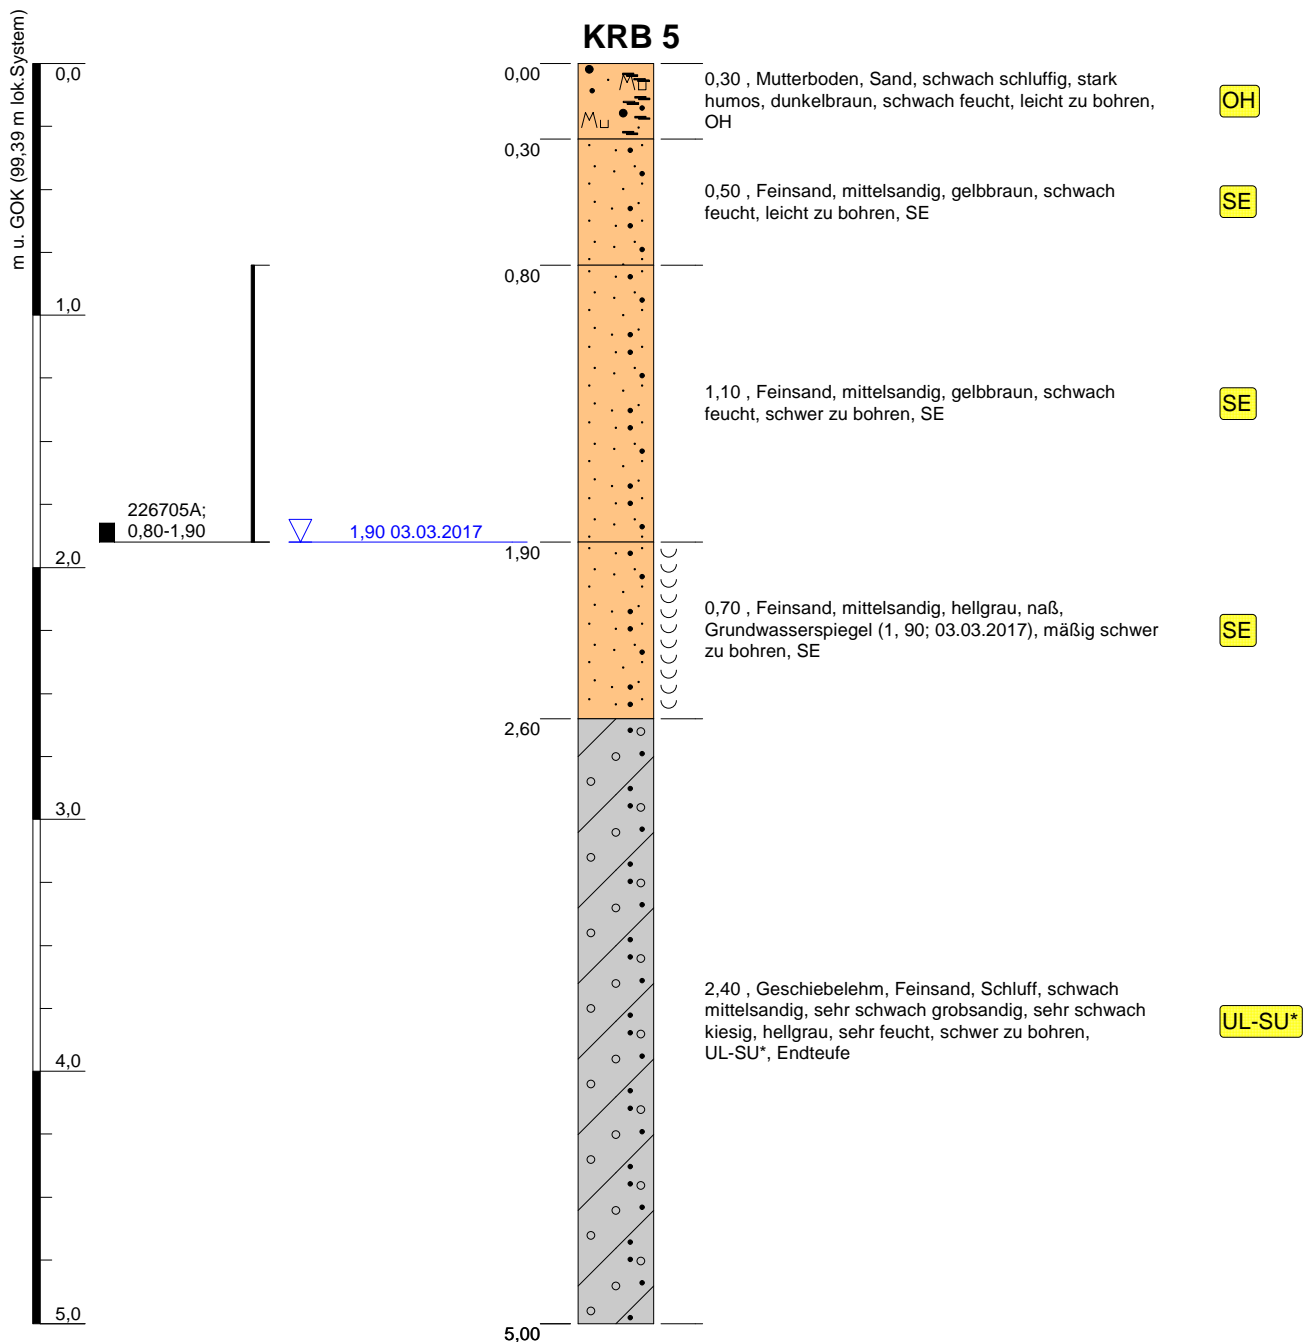 KRB 5
m u. GOK (99,39 m lok.System)
0,0
1,0
2,0
3,0
4,0
5,0
226705A;
0,80-1,90
1,90 03.03.2017
0,00
0,30
0,80
1,90
2,60
5,00
Mu
Mu
0,30 , Mutterboden, Sand, schwach schluffig, stark
humos, dunkelbraun, schwach feucht, leicht zu bohren,
OH
OH
0,50 , Feinsand, mittelsandig, gelbbraun, schwach
feucht, leicht zu bohren, SE
SE
1,10 , Feinsand, mittelsandig, gelbbraun, schwach
feucht, schwer zu bohren, SE
SE
0,70 , Feinsand, mittelsandig, hellgrau, naß,
Grundwasserspiegel (1, 90; 03.03.2017), mäßig schwer
zu bohren, SE
SE
2,40 , Geschiebelehm, Feinsand, Schluff, schwach
mittelsandig, sehr schwach grobsandig, sehr schwach
kiesig, hellgrau, sehr feucht, schwer zu bohren,
UL-SU*, Endteufe
UL-SU*